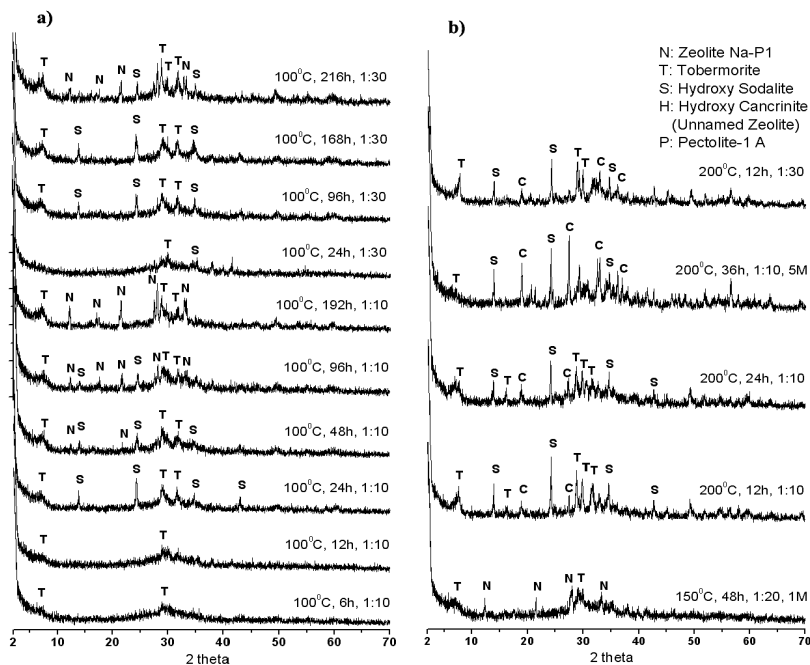 a)
T N N N S T T T N S
100⁰C, 216h, 1:30
T S S T T S
100⁰C, 168h, 1:30
T S S T T S
100⁰C, 96h, 1:30
T S
100⁰C, 24h, 1:30
T N N N N T T N
100⁰C, 192h, 1:10
T N S N N S N T T N
100⁰C, 96h, 1:10
T N S N S T T S
100⁰C, 48h, 1:10
T S S T T S S
100⁰C, 24h, 1:10
T T
100⁰C, 12h, 1:10
T T
100⁰C, 6h, 1:10
2 10 20 30 40 50 60 70
2 theta
b)
N: Zeolite Na-P1
T: Tobermorite
S: Hydroxy Sodalite
H: Hydroxy Cancrinite
(Unnamed Zeolite)
P: Pectolite-1 A
T S C S T T C S C
200⁰C, 12h, 1:30
T S C S C C S C
200⁰C, 36h, 1:10, 5M
T S T C S C T T T S S
200⁰C, 24h, 1:10
T S T C S C T T T S S
200⁰C, 12h, 1:10
T N N N T N
150⁰C, 48h, 1:20, 1M
2 10 20 30 40 50 60 70
2 theta